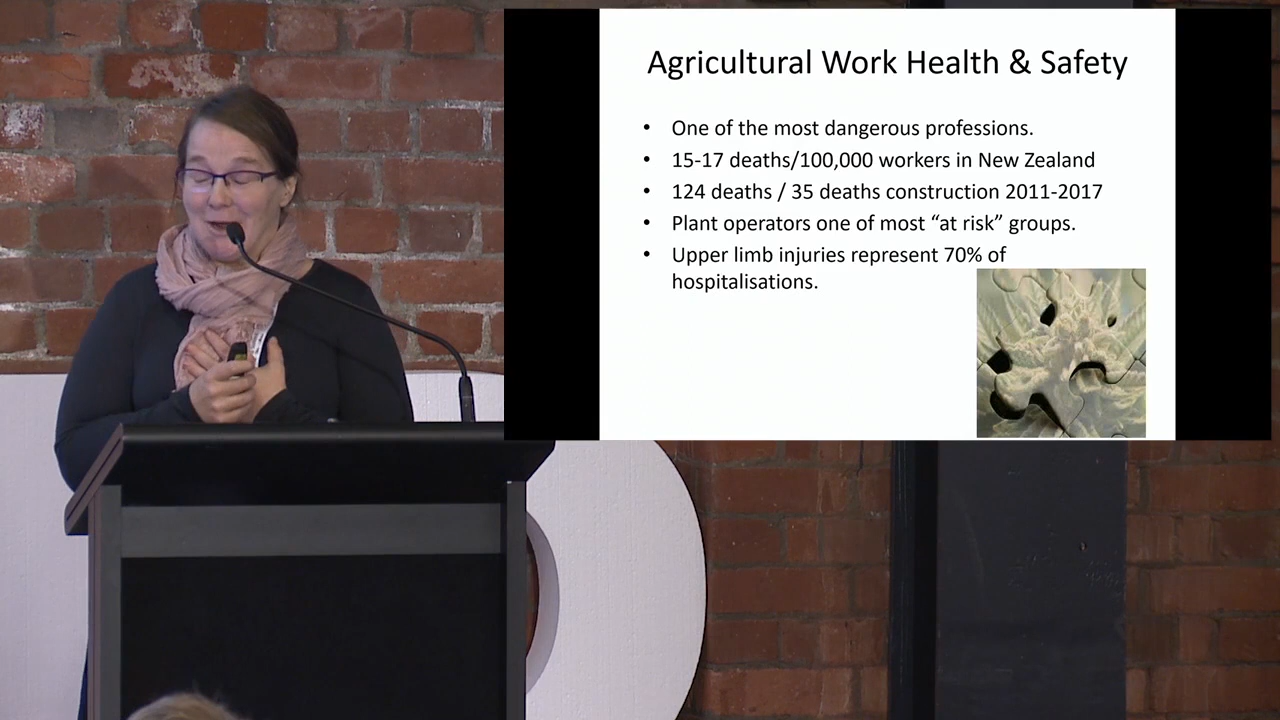 Agricultural Work Health & Safety
• One of the most dangerous professions.
• 15-17 deaths/100,000 workers in New Zealand
• 124 deaths / 35 deaths construction 2011-2017
• Plant operators one of most “at risk” groups.
• Upper limb injuries represent 70% of
hospitalisations.